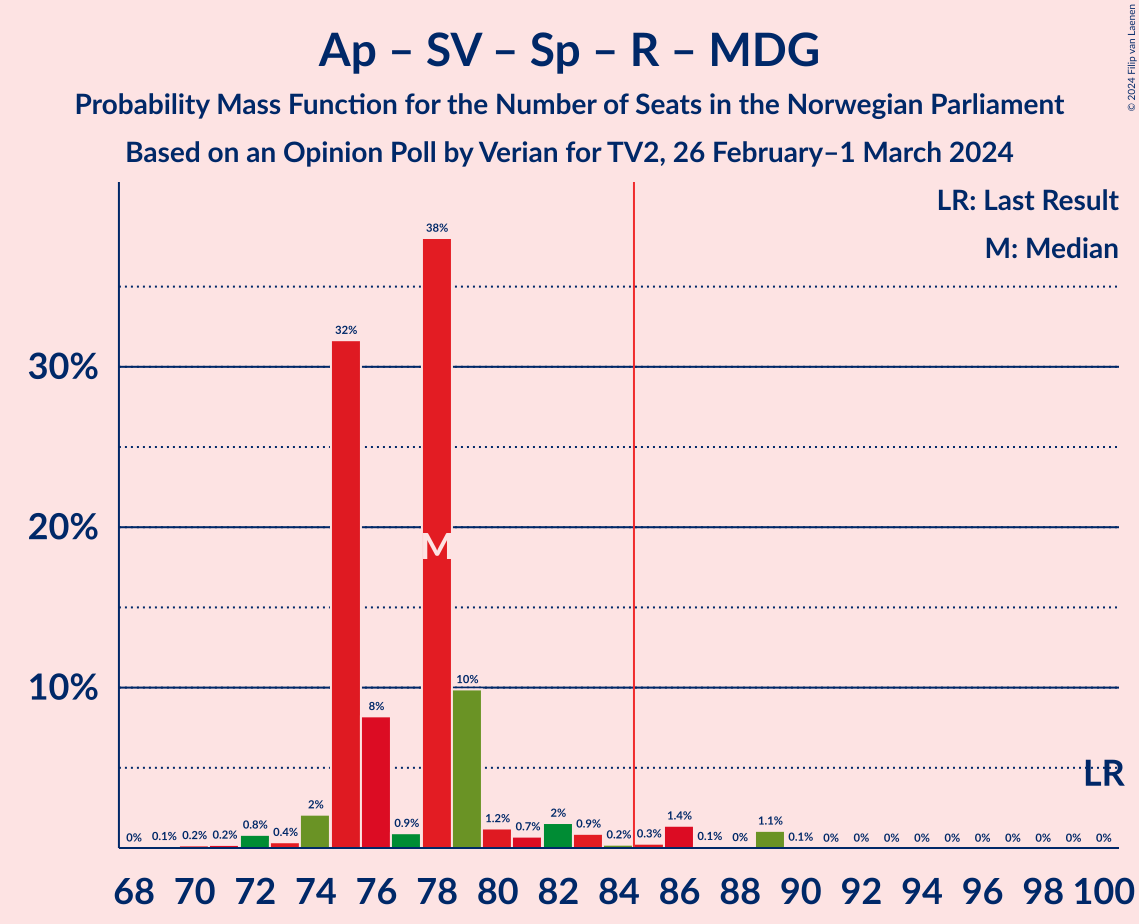 Ap – SV – Sp – R – MDG
Probability Mass Function for the Number of Seats in the Norwegian Parliament
Based on an Opinion Poll by Verian for TV2, 26 February–1 March 2024
© 2024 Filip van Laenen
LR: Last Result
M: Median
30%
20%
10%
0% 0.1% 0.2% 0.2% 0.8% 0.4% 2% 32% 8% 0.9% 38% 10% 1.2% 0.7% 2% 0.9% 0.2% 0.3% 1.4% 0.1% 0% 1.1% 0.1% 0% 0% 0% 0% 0% 0% 0% 0% 0% 0%
M
LR
68 70 72 74 76 78 80 82 84 86 88 90 92 94 96 98 100